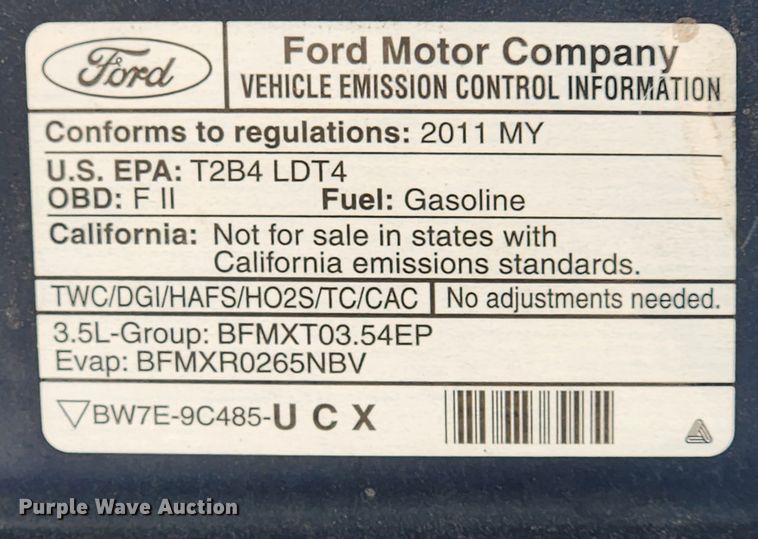 Ford
Ford Motor Company
VEHICLE EMISSION CONTROL INFORMATION
Conforms to regulations: 2011 MY
U.S. EPA: T2B4 LDT4
OBD: F II Fuel: Gasoline
California: Not for sale in states with
California emissions standards.
TWC/DGI/HAFS/HO2S/TC/CAC No adjustments needed.
3.5L-Group: BFMXT03.54EP
Evap: BFMXR0265NBV
▽BW7E-9C485-U C X
Purple Wave Auction